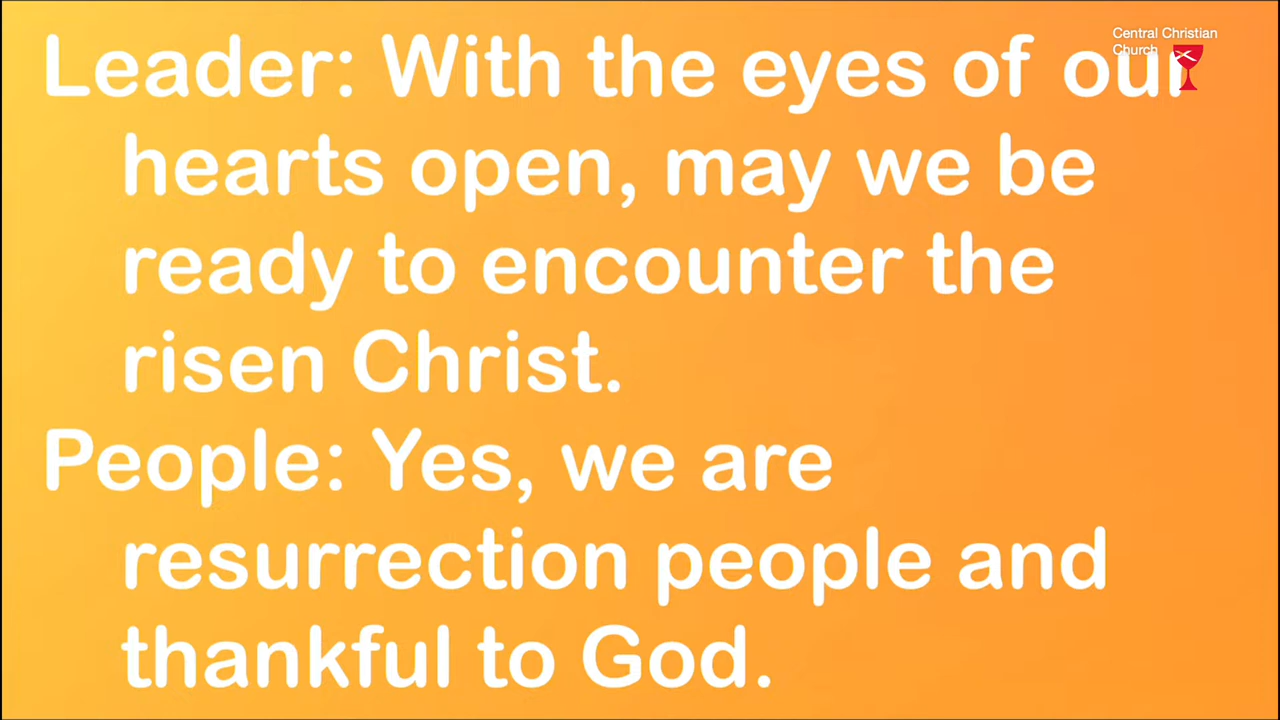 Central Christian
Church
Leader: With the eyes of our
hearts open, may we be
ready to encounter the
risen Christ.
People: Yes, we are
resurrection people and
thankful to God.